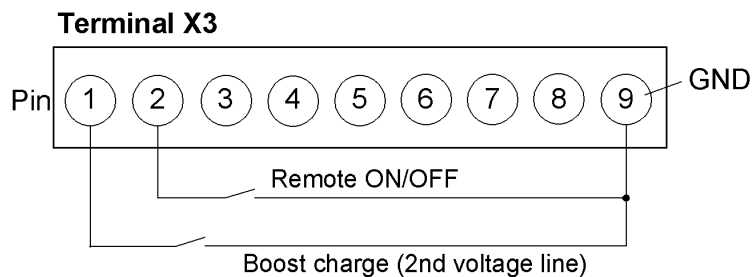 Terminal X3
Pin 1 2 3 4 5 6 7 8 9 GND
Remote ON/OFF
Boost charge (2nd voltage line)